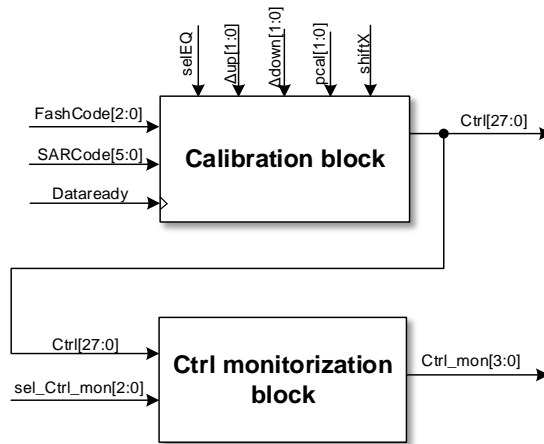 selEQ
Δup[1:0]
Δdown[1:0]
pcal[1:0]
shiftX
FashCode[2:0]
SARCode[5:0]
Dataready
Calibration block
Ctrl[27:0]
Ctrl[27:0]
sel_Ctrl_mon[2:0]
Ctrl monitorization
block
Ctrl_mon[3:0]